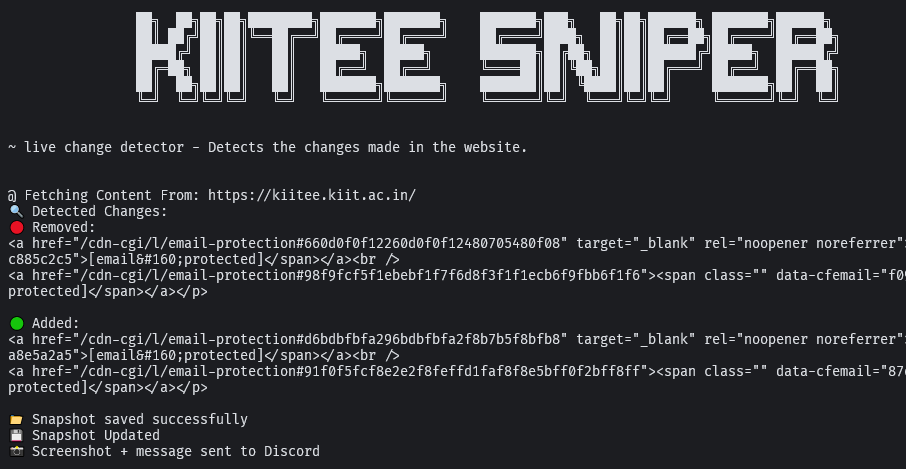 KIITEE SNIPER
~ live change detector - Detects the changes made in the website.
@ Fetching Content From: https://kiitee.kiit.ac.in/
🔍 Detected Changes:
🔴 Removed:
<a href="/cdn-cgi/l/email-protection#660d0f0f12260d0f0f12480705480f08" target="_blank" rel="noopener noreferrer"
c885c2c5">[email&#160;protected]</span></a><br />
<a href="/cdn-cgi/l/email-protection#98f9fcf5f1ebebf1f7f6d8f3f1f1ecb6f9fbb6f1f6"><span class="" data-cfemail="f09
protected]</span></a></p>
🟢 Added:
<a href="/cdn-cgi/l/email-protection#d6bdbfbfa296bdbfbfa2f8b7b5f8bfb8" target="_blank" rel="noopener noreferrer"
a8e5a2a5">[email&#160;protected]</span></a><br />
<a href="/cdn-cgi/l/email-protection#91f0f5fcf8e2e2f8feffd1faf8f8e5bff0f2bff8ff"><span class="" data-cfemail="87
protected]</span></a></p>
📂 Snapshot saved successfully
💾 Snapshot Updated
📸 Screenshot + message sent to Discord